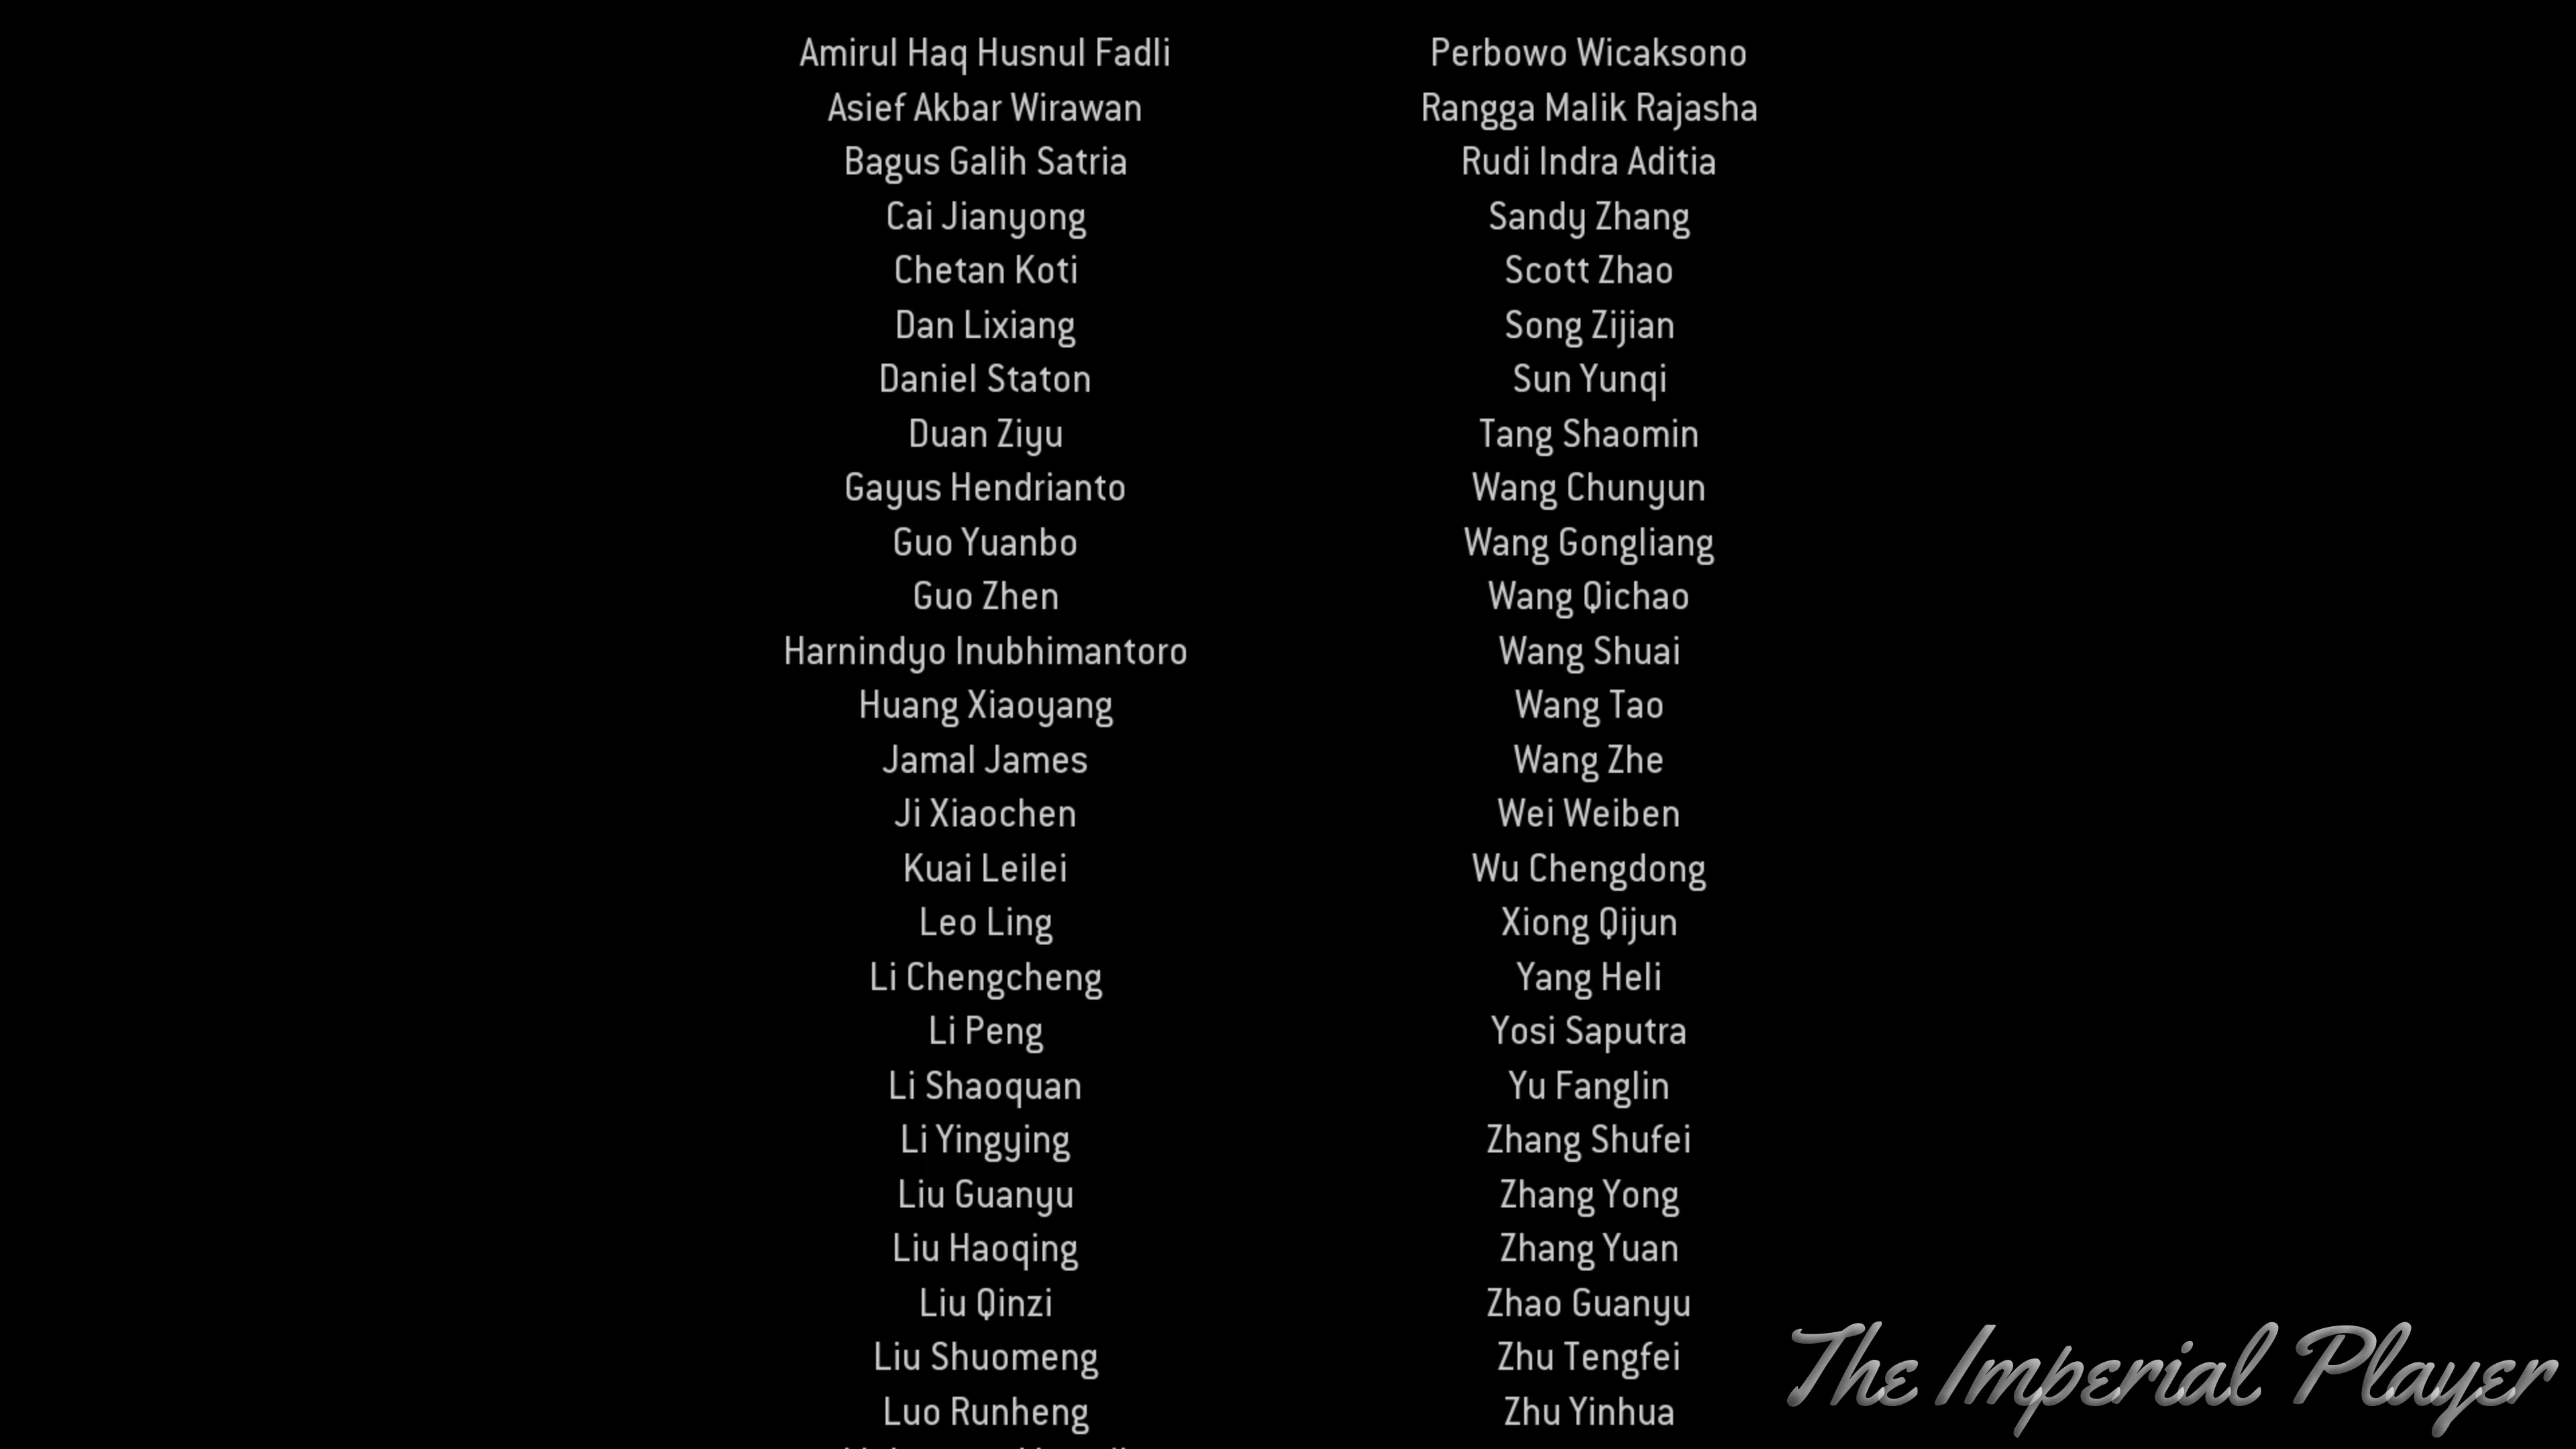 Amirul Haq Husnul Fadli
Asief Akbar Wirawan
Bagus Galih Satria
Cai Jianyong
Chetan Koti
Dan Lixiang
Daniel Staton
Duan Ziyu
Gayus Hendrianto
Guo Yuanbo
Guo Zhen
Harnindyo Inubhimantoro
Huang Xiaoyang
Jamal James
Ji Xiaochen
Kuai Leilei
Leo Ling
Li Chengcheng
Li Peng
Li Shaoquan
Li Yingying
Liu Guanyu
Liu Haoqing
Liu Qinzi
Liu Shuomeng
Luo Runheng
Perbowo Wicaksono
Rangga Malik Rajasha
Rudi Indra Aditia
Sandy Zhang
Scott Zhao
Song Zijian
Sun Yunqi
Tang Shaomin
Wang Chunyun
Wang Gongliang
Wang Qichao
Wang Shuai
Wang Tao
Wang Zhe
Wei Weiben
Wu Chengdong
Xiong Qijun
Yang Heli
Yosi Saputra
Yu Fanglin
Zhang Shufei
Zhang Yong
Zhang Yuan
Zhao Guanyu
Zhu Tengfei
Zhu Yinhua
The Imperial Player